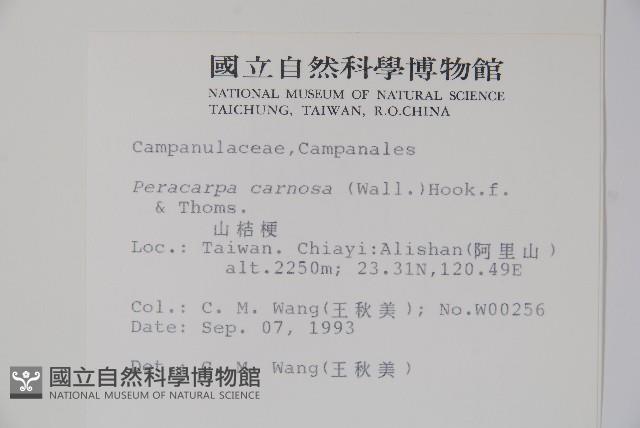 國立自然科學博物館
NATIONAL MUSEUM OF NATURAL SCIENCE
TAICHUNG, TAIWAN, R.O.CHINA
Campanulaceae,Campanales
Peracarpa carnosa (Wall.)Hook.f.
& Thoms.
山桔梗
Loc.: Taiwan. Chiayi:Alishan(阿里山)
alt.2250m; 23.31N,120.49E
Col.: C. M. Wang(王秋美); No.W00256
Date: Sep. 07, 1993
Det.: C. M. Wang(王秋美)
國立自然科學博物館
NATIONAL MUSEUM OF NATURAL SCIENCE